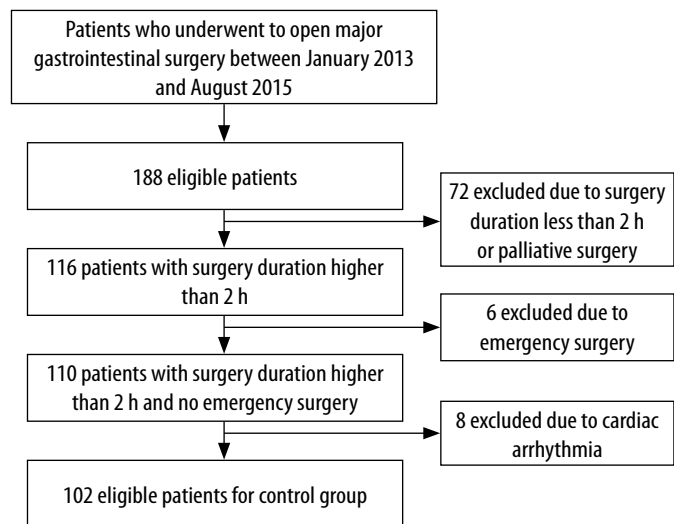 Patients who underwent to open major
gastrointestinal surgery between January 2013
and August 2015
188 eligible patients
72 excluded due to surgery
duration less than 2 h
or palliative surgery
116 patients with surgery duration higher
than 2 h
6 excluded due to
emergency surgery
110 patients with surgery duration higher
than 2 h and no emergency surgery
8 excluded due to cardiac
arrhythmia
102 eligible patients for control group